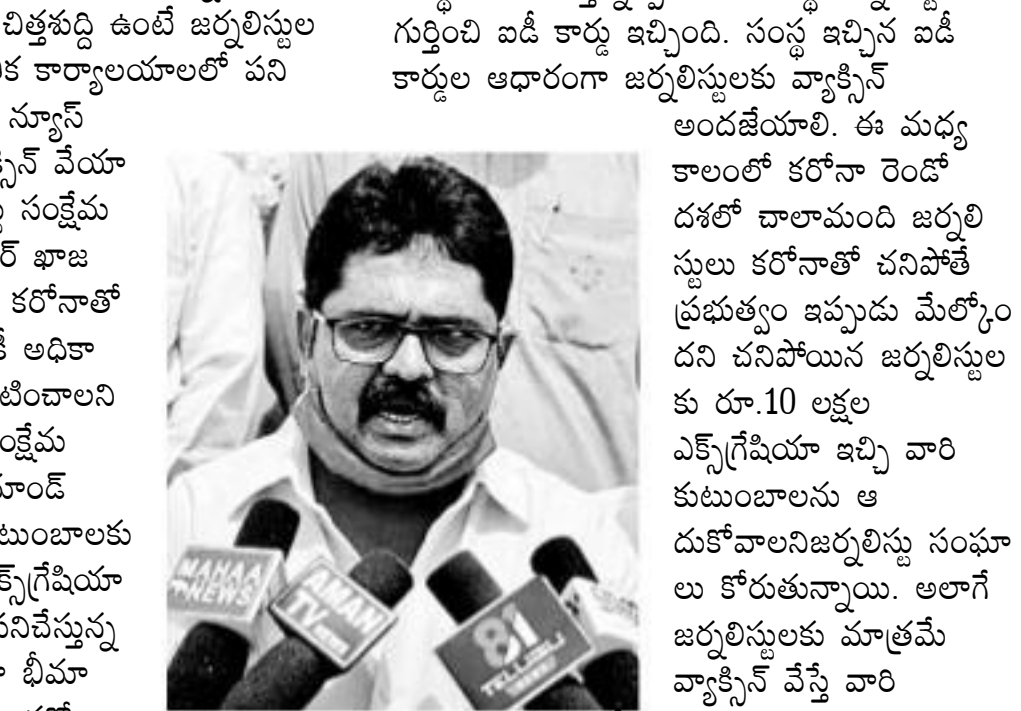 చిత్తశుద్ది ఉంటే జర్నలిస్టుల
కార్యాలయాలలో పని
న్యూస్
వేయా
సంక్షేమ
ఖాజ
కరోనాతో
అధికా
టించాలని
సంక్షేమ
టుంబాలకు
పనిచేస్తున్న
భీమా
గుర్తించి ఐడీ కార్డు ఇచ్చింది. సంస్థ ఇచ్చిన ఐడీ
కార్డుల ఆధారంగా జర్నలిస్టులకు వ్యాక్సిన్
అందజేయాలి. ఈ మధ్య
కాలంలో కరోనా రెండో
దశలో చాలామంది జర్నలి
స్టులు కరోనాతో చనిపోతే
ప్రభుత్వం ఇప్పుడు మేల్కోం
దని చనిపోయిన జర్నలిస్టుల
కు రూ.10 లక్షల
ఎక్స్‌గ్రేషియా ఇచ్చి వారి
కుటుంబాలను ఆ
దుకోవాలనిజర్నలిస్టు సంఘా
లు కోరుతున్నాయి. అలాగే
జర్నలిస్టులకు మాత్రమే
వ్యాక్సిన్ వేస్తే వారి
MAHAA
NEWS
AMAN
TV
81